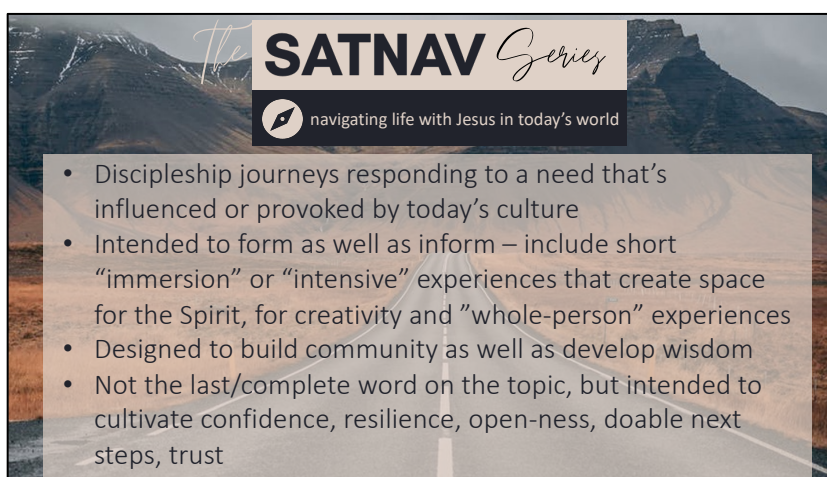 The SATNAV Series
navigating life with Jesus in today’s world
• Discipleship journeys responding to a need that’s
influenced or provoked by today’s culture
• Intended to form as well as inform – include short
“immersion” or “intensive” experiences that create space
for the Spirit, for creativity and ”whole-person” experiences
• Designed to build community as well as develop wisdom
• Not the last/complete word on the topic, but intended to
cultivate confidence, resilience, open-ness, doable next
steps, trust